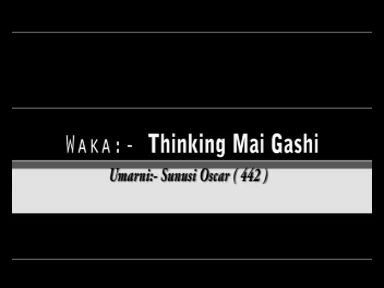 WAKA:- Thinking Mai Gashi
Umarni:- Sunusi Oscar ( 442 )